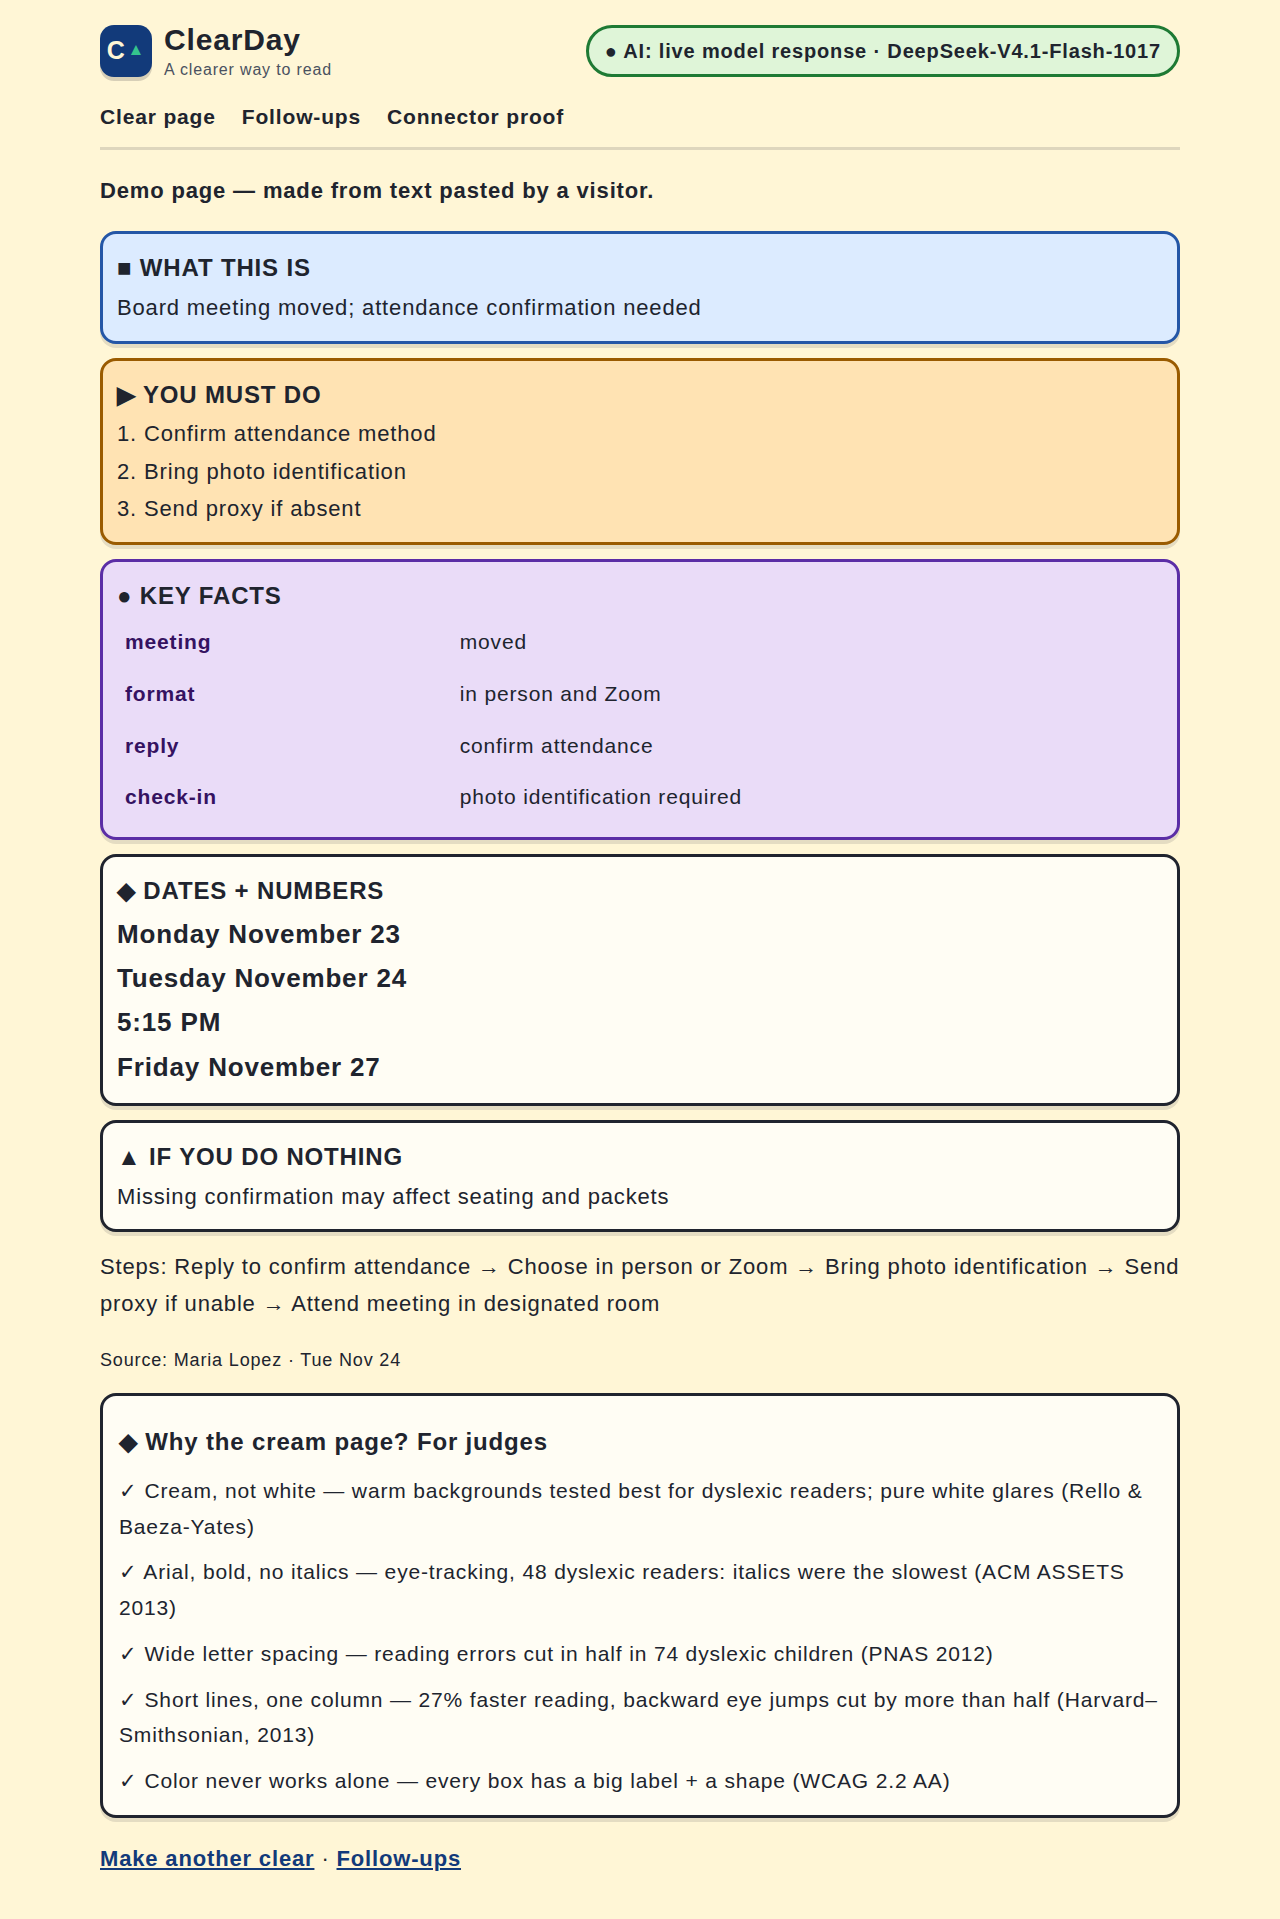 C▲
ClearDay
A clearer way to read
● AI: live model response · DeepSeek-V4.1-Flash-1017
Clear page Follow-ups Connector proof
Demo page — made from text pasted by a visitor.
■ WHAT THIS IS
Board meeting moved; attendance confirmation needed
▶ YOU MUST DO
1. Confirm attendance method
2. Bring photo identification
3. Send proxy if absent
● KEY FACTS
meeting moved
format in person and Zoom
reply confirm attendance
check-in photo identification required
◆ DATES + NUMBERS
Monday November 23
Tuesday November 24
5:15 PM
Friday November 27
▲ IF YOU DO NOTHING
Missing confirmation may affect seating and packets
Steps: Reply to confirm attendance → Choose in person or Zoom → Bring photo identification → Send
proxy if unable → Attend meeting in designated room
Source: Maria Lopez · Tue Nov 24
◆ Why the cream page? For judges
✓ Cream, not white — warm backgrounds tested best for dyslexic readers; pure white glares (Rello &
Baeza-Yates)
✓ Arial, bold, no italics — eye-tracking, 48 dyslexic readers: italics were the slowest (ACM ASSETS
2013)
✓ Wide letter spacing — reading errors cut in half in 74 dyslexic children (PNAS 2012)
✓ Short lines, one column — 27% faster reading, backward eye jumps cut by more than half (Harvard–
Smithsonian, 2013)
✓ Color never works alone — every box has a big label + a shape (WCAG 2.2 AA)
Make another clear · Follow-ups